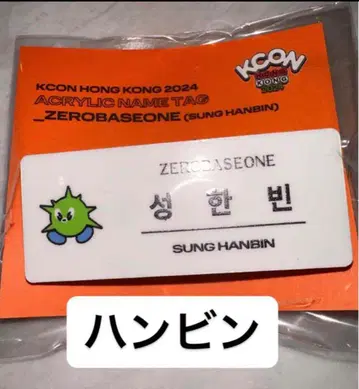 KCON
HONG
KONG
2024
KCON HONG KONG 2024
ACRYLIC NAME TAG
_ZEROBASEONE (SUNG HANBIN)
ZEROBASEONE
성 한 빈
SUNG HANBIN
ハンビン